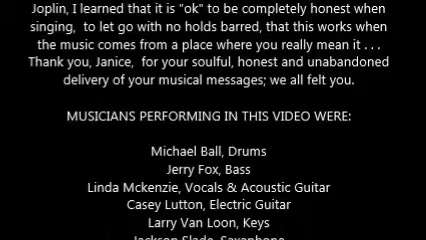 Joplin, I learned that it is "ok" to be completely honest when
singing, to let go with no holds barred, that this works when
the music comes from a place where you really mean it . . .
Thank you, Janice, for your soulful, honest and unabandoned
delivery of your musical messages; we all felt you.
MUSICIANS PERFORMING IN THIS VIDEO WERE:
Michael Ball, Drums
Jerry Fox, Bass
Linda Mckenzie, Vocals & Acoustic Guitar
Casey Lutton, Electric Guitar
Larry Van Loon, Keys
Jackson Slade, Saxophone